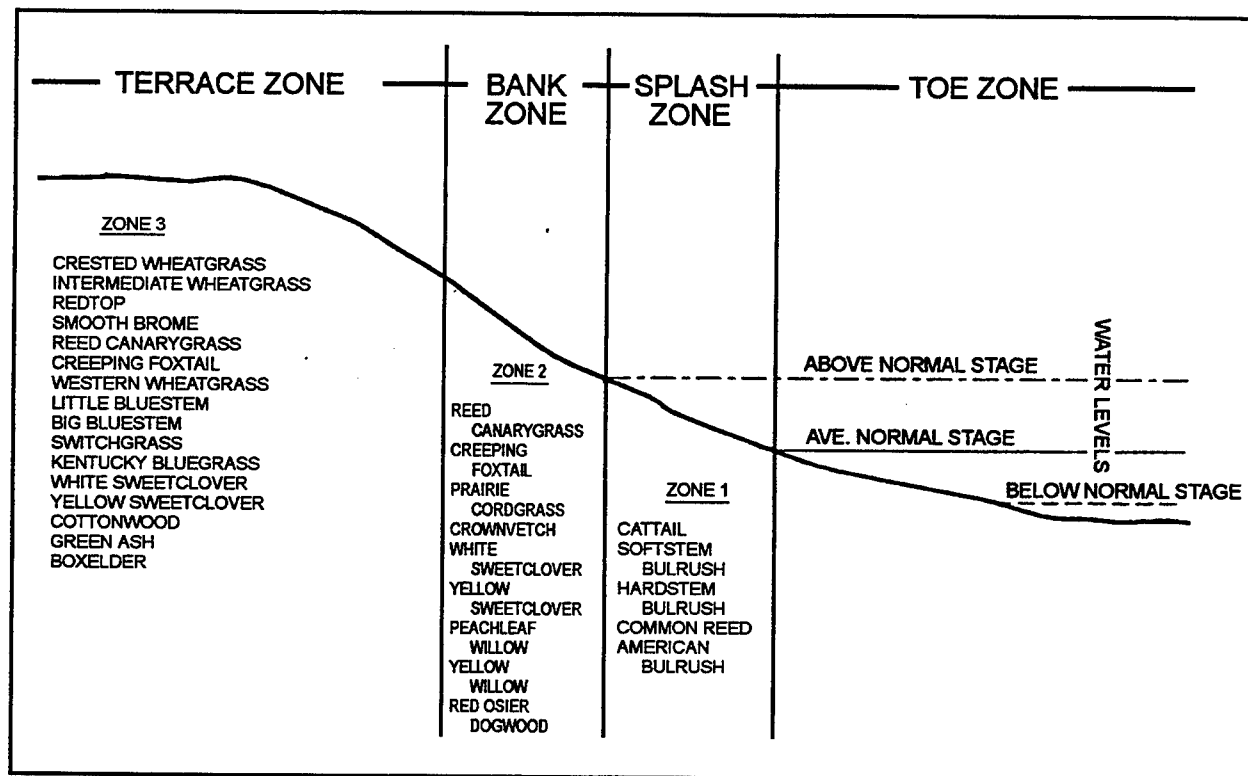 TERRACE ZONE
BANK
ZONE
SPLASH
ZONE
TOE ZONE
ZONE 3
CRESTED WHEATGRASS
INTERMEDIATE WHEATGRASS
REDTOP
SMOOTH BROME
REED CANARYGRASS
CREEPING FOXTAIL
WESTERN WHEATGRASS
LITTLE BLUESTEM
BIG BLUESTEM
SWITCHGRASS
KENTUCKY BLUEGRASS
WHITE SWEETCLOVER
YELLOW SWEETCLOVER
COTTONWOOD
GREEN ASH
BOXELDER
ZONE 2
REED
CANARYGRASS
CREEPING
FOXTAIL
PRAIRIE
CORDGRASS
CROWNVETCH
WHITE
SWEETCLOVER
YELLOW
SWEETCLOVER
PEACHLEAF
WILLOW
YELLOW
WILLOW
RED OSIER
DOGWOOD
ZONE 1
CATTAIL
SOFTSTEM
BULRUSH
HARDSTEM
BULRUSH
COMMON REED
AMERICAN
BULRUSH
ABOVE NORMAL STAGE
AVE. NORMAL STAGE
BELOW NORMAL STAGE
WATER LEVELS